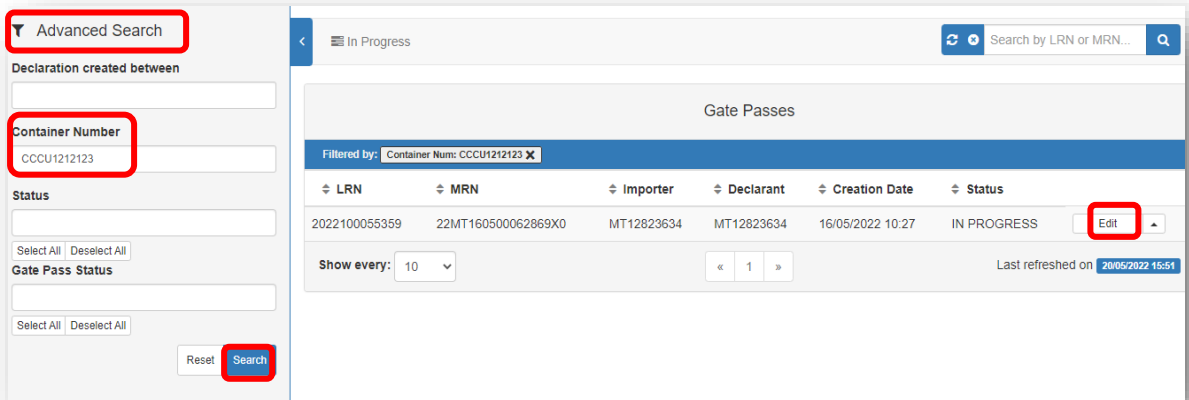 Advanced Search
Declaration created between
Container Number
CCCU1212123
Status
Select All Deselect All
Gate Pass Status
Select All Deselect All
Reset Search
In Progress
Search by LRN or MRN...
Gate Passes
Filtered by: Container Num: CCCU1212123
LRN MRN Importer Declarant Creation Date Status
2022100055359 22MT160500062869X0 MT12823634 MT12823634 16/05/2022 10:27 IN PROGRESS Edit
Show every: 10 « 1 » Last refreshed on 20/05/2022 15:51